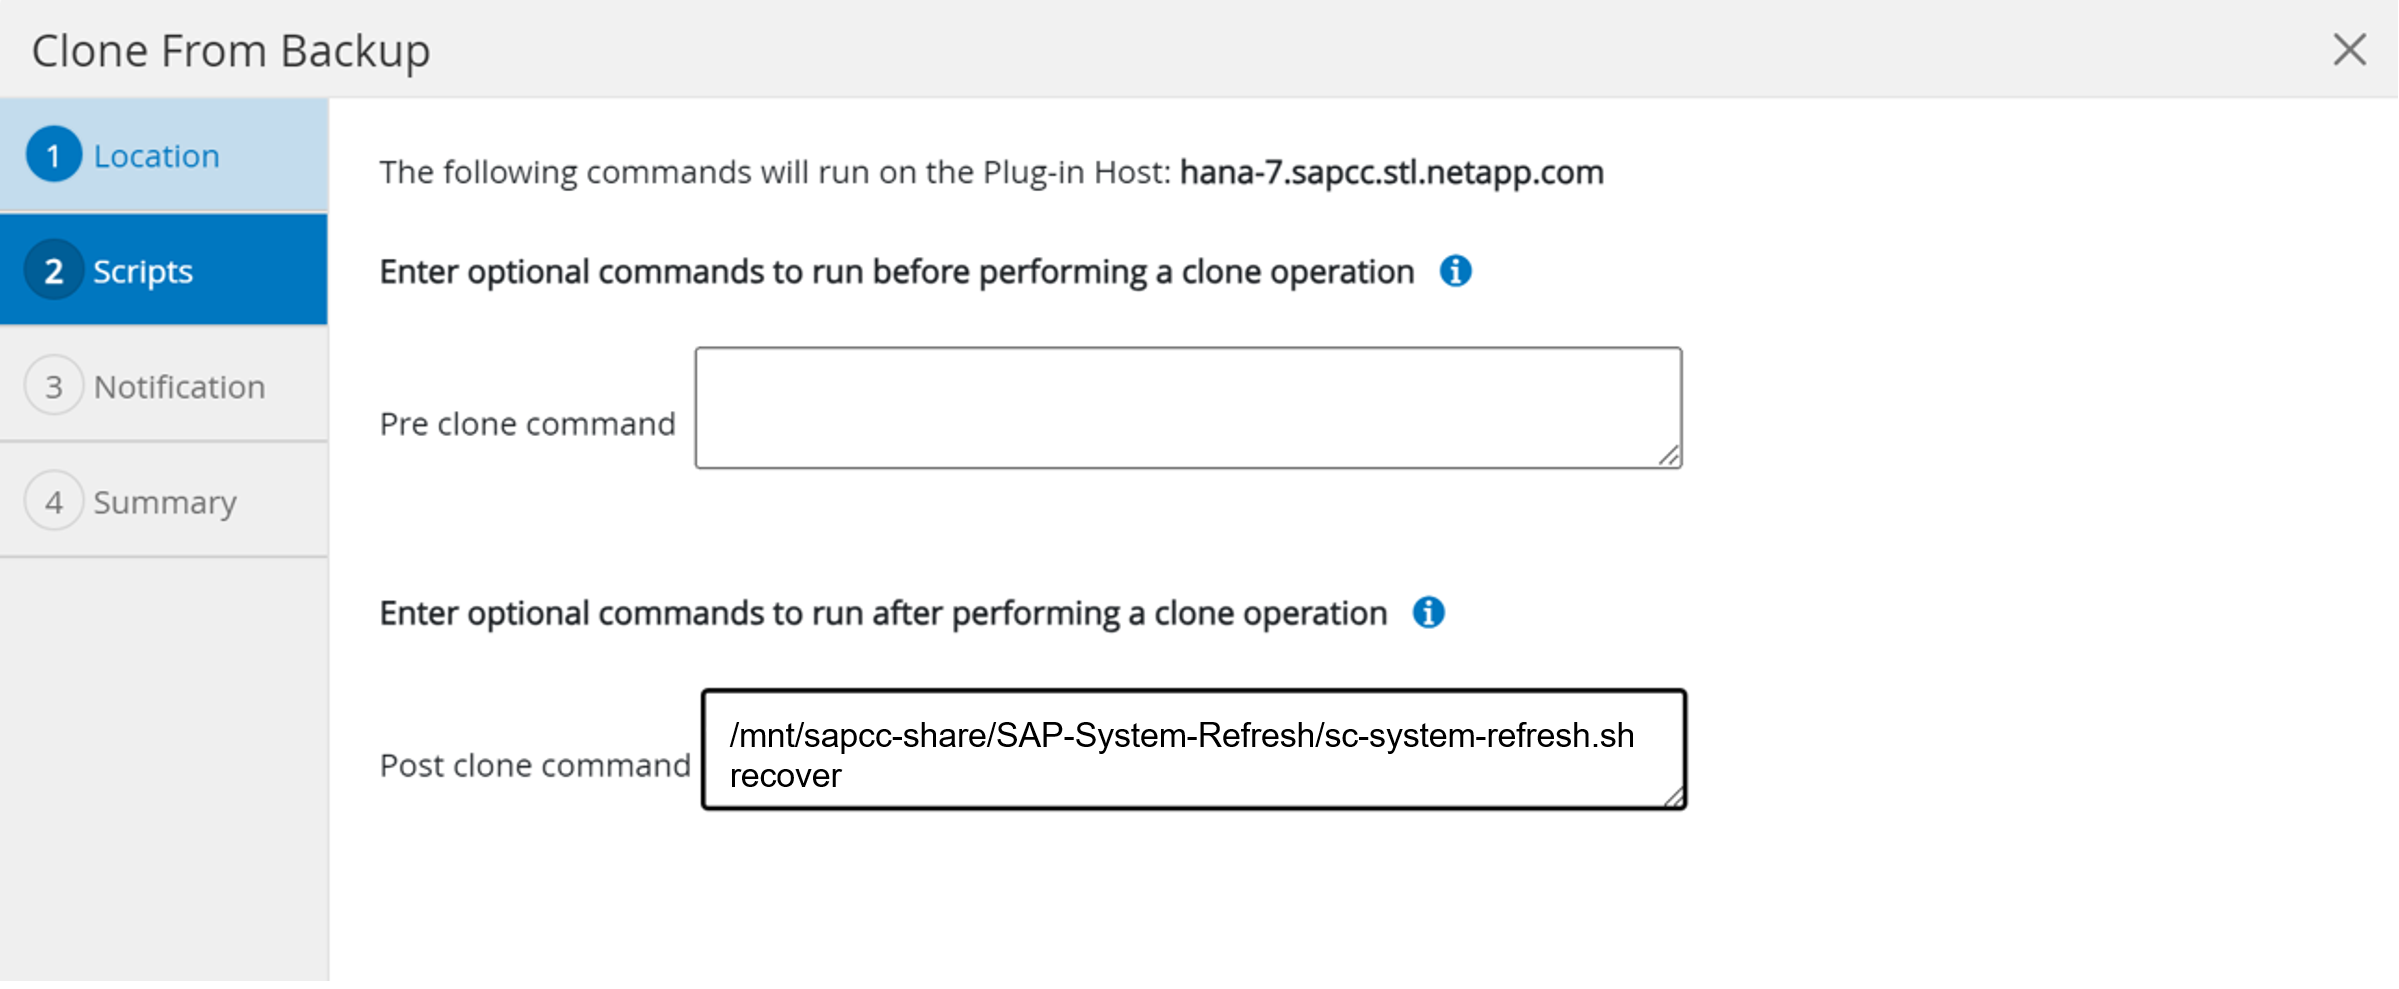 Clone From Backup
1 Location
2 Scripts
3 Notification
4 Summary
The following commands will run on the Plug-in Host: hana-7.sapcc.stl.netapp.com
Enter optional commands to run before performing a clone operation
Pre clone command
Enter optional commands to run after performing a clone operation
Post clone command
/mnt/sapcc-share/SAP-System-Refresh/sc-system-refresh.sh
recover